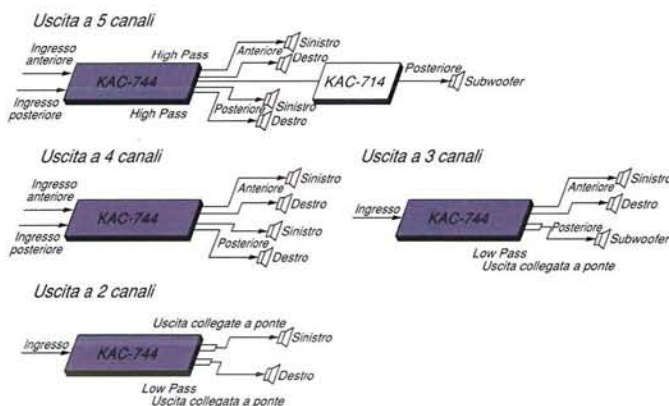 Uscita a 5 canali
Ingresso
anteriore
Ingresso
posteriore
High Pass
KAC-744
High Pass
Anteriore
Sinistro
Destro
Posteriore
Sinistro
Destro
KAC-714
Posteriore
Subwoofer
Uscita a 4 canali
Ingresso
anteriore
Ingresso
posteriore
KAC-744
Anteriore
Sinistro
Destro
Posteriore
Sinistro
Destro
Uscita a 3 canali
Ingresso
KAC-744
Anteriore
Sinistro
Destro
Posteriore
Subwoofer
Low Pass
Uscita collegata a ponte
Uscita a 2 canali
Ingresso
KAC-744
Uscita collegate a ponte
Sinistro
Destro
Low Pass
Uscita collegata a ponte